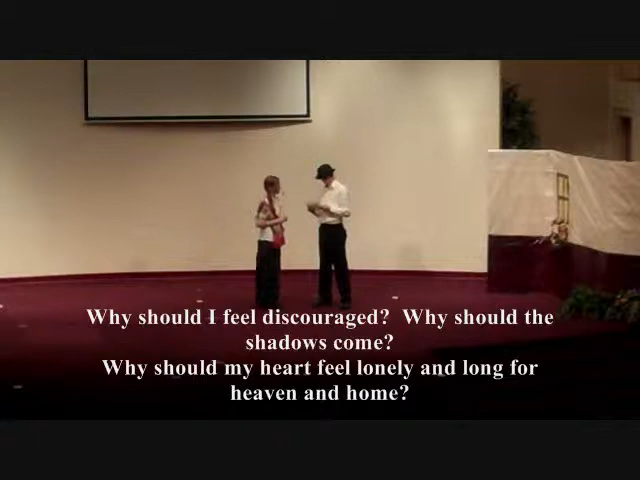 Why should I feel discouraged?  Why should the
shadows come?
Why should my heart feel lonely and long for
heaven and home?